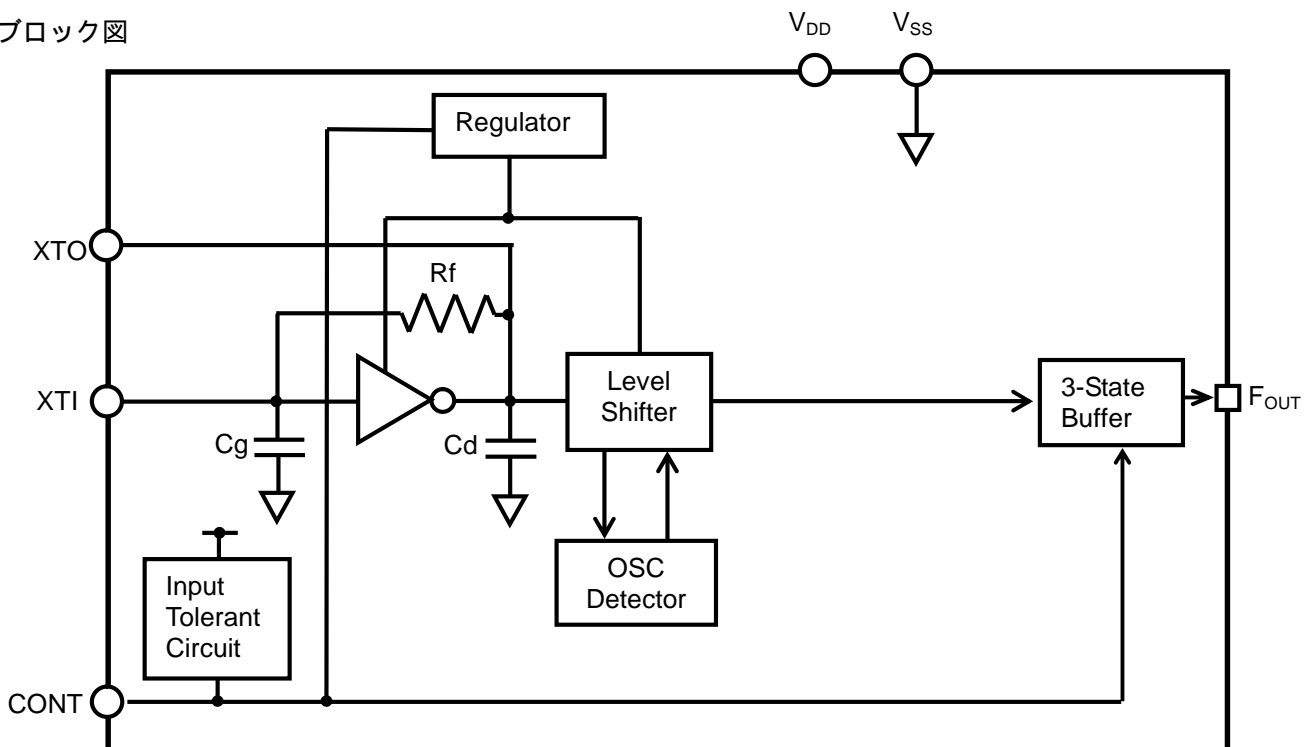 ブロック図
VDD
VSS
Regulator
XTO
Rf
XTI
Level
Shifter
3-State
Buffer
FOUT
Cg
Cd
OSC
Detector
Input
Tolerant
Circuit
CONT